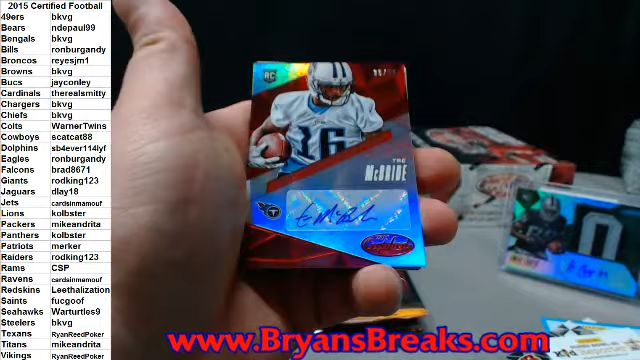 2015 Certified Football
49ers bkvg
Bears ndepaul99
Bengals bkvg
Bills ronburgandy
Broncos reyesjm1
Browns bkvg
Bucs jayconley
Cardinals therealsmitty
Chargers bkvg
Chiefs bkvg
Colts WarnerTwins
Cowboys scatcat88
Dolphins sb4ever114lyf
Eagles ronburgandy
Falcons brad8671
Giants rodking123
Jaguars dlay18
Jets cardsinmamouf
Lions kolbster
Packers mikeandrita
Panthers kolbster
Patriots merker
Raiders rodking123
Rams CSP
Ravens cardsinmamouf
Redskins Leethalization
Saints fucgoof
Seahawks Warturtles9
Steelers bkvg
Texans RyanReedPoker
Titans mikeandrita
Vikings RyanReedPoker
RC
16
TRE
McBRIDE
www.BryansBreaks.com